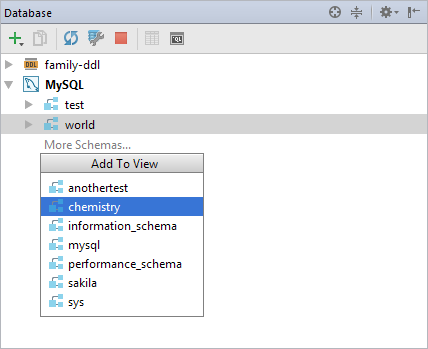 Database
DDL
family-ddl
MySQL
test
world
More Schemas...
Add To View
anothertest
chemistry
information_schema
mysql
performance_schema
sakila
sys